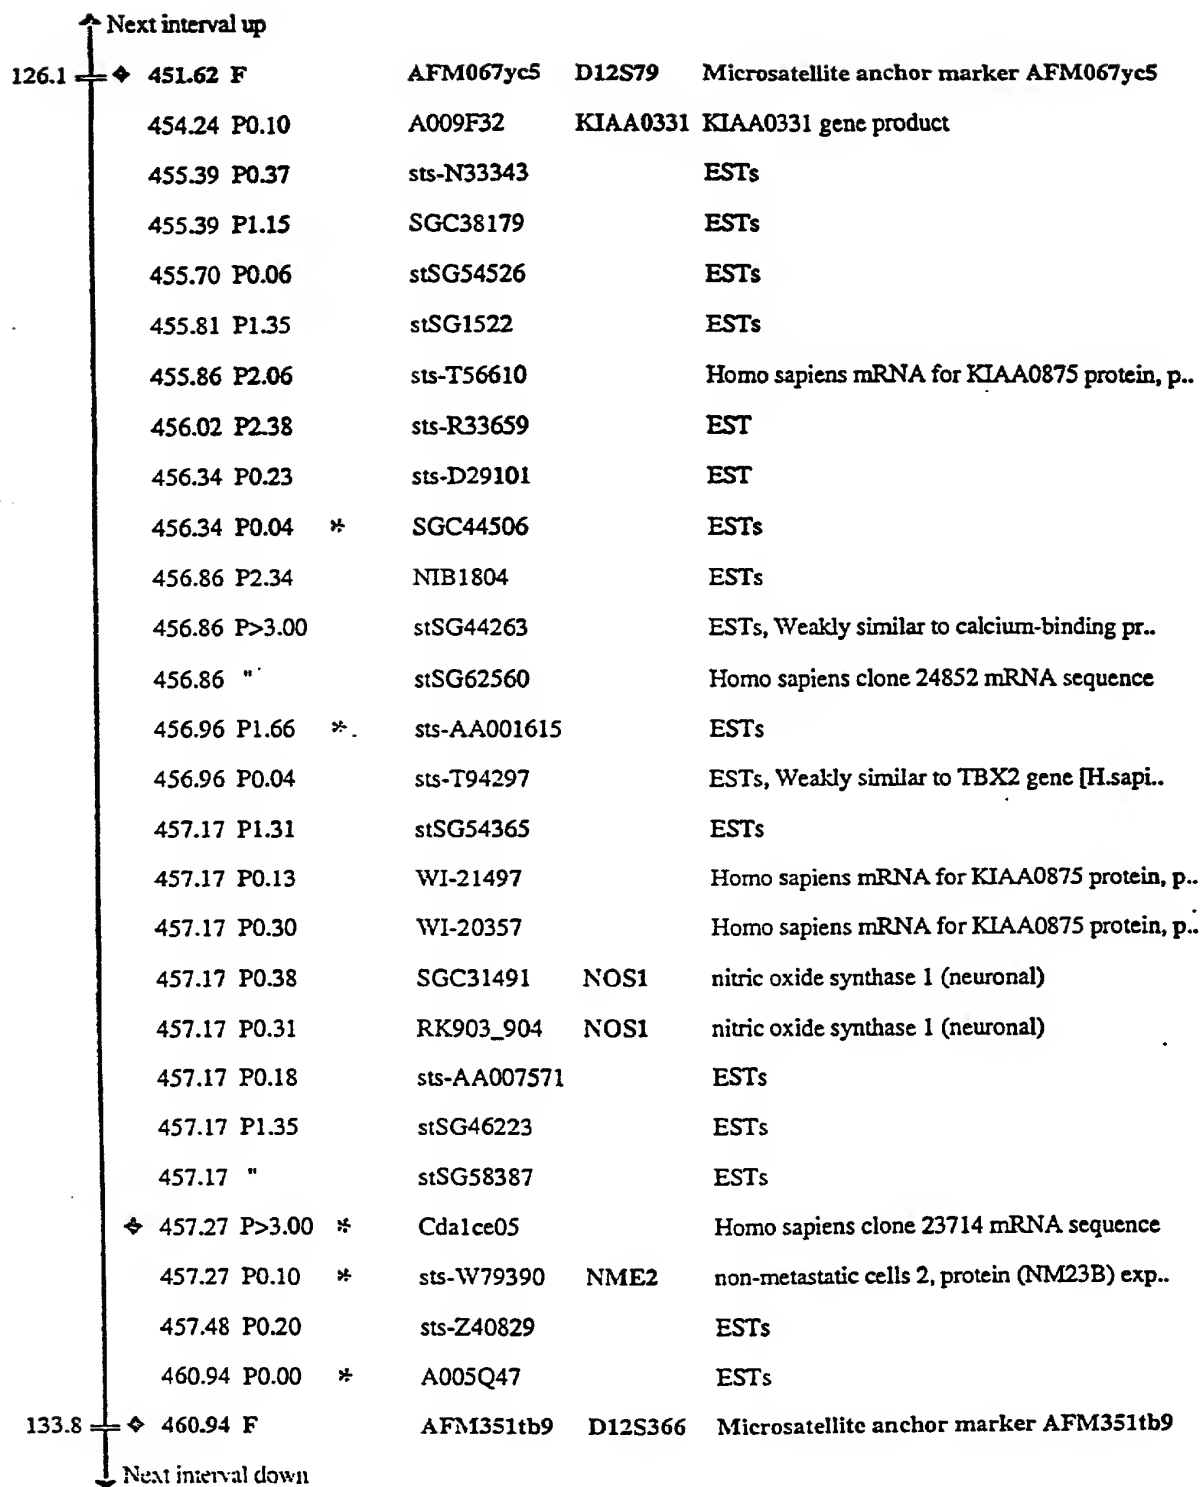 Next interval up
126.1 451.62 F AFM067yc5 D12S79 Microsatellite anchor marker AFM067yc5
454.24 P0.10 A009F32 KIAA0331 KIAA0331 gene product
455.39 P0.37 sts-N33343 ESTs
455.39 P1.15 SGC38179 ESTs
455.70 P0.06 stSG54526 ESTs
455.81 P1.35 stSG1522 ESTs
455.86 P2.06 sts-T56610 Homo sapiens mRNA for KIAA0875 protein, p..
456.02 P2.38 sts-R33659 EST
456.34 P0.23 sts-D29101 EST
456.34 P0.04 * SGC44506 ESTs
456.86 P2.34 NIB1804 ESTs
456.86 P>3.00 stSG44263 ESTs, Weakly similar to calcium-binding pr..
456.86 " stSG62560 Homo sapiens clone 24852 mRNA sequence
456.96 P1.66 * sts-AA001615 ESTs
456.96 P0.04 sts-T94297 ESTs, Weakly similar to TBX2 gene [H.sapi..
457.17 P1.31 stSG54365 ESTs
457.17 P0.13 WI-21497 Homo sapiens mRNA for KIAA0875 protein, p..
457.17 P0.30 WI-20357 Homo sapiens mRNA for KIAA0875 protein, p..
457.17 P0.38 SGC31491 NOS1 nitric oxide synthase 1 (neuronal)
457.17 P0.31 RK903_904 NOS1 nitric oxide synthase 1 (neuronal)
457.17 P0.18 sts-AA007571 ESTs
457.17 P1.35 stSG46223 ESTs
457.17 " stSG58387 ESTs
457.27 P>3.00 * Cda1ce05 Homo sapiens clone 23714 mRNA sequence
457.27 P0.10 * sts-W79390 NME2 non-metastatic cells 2, protein (NM23B) exp..
457.48 P0.20 sts-Z40829 ESTs
460.94 P0.00 * A005Q47 ESTs
133.8 460.94 F AFM351tb9 D12S366 Microsatellite anchor marker AFM351tb9
Next interval down